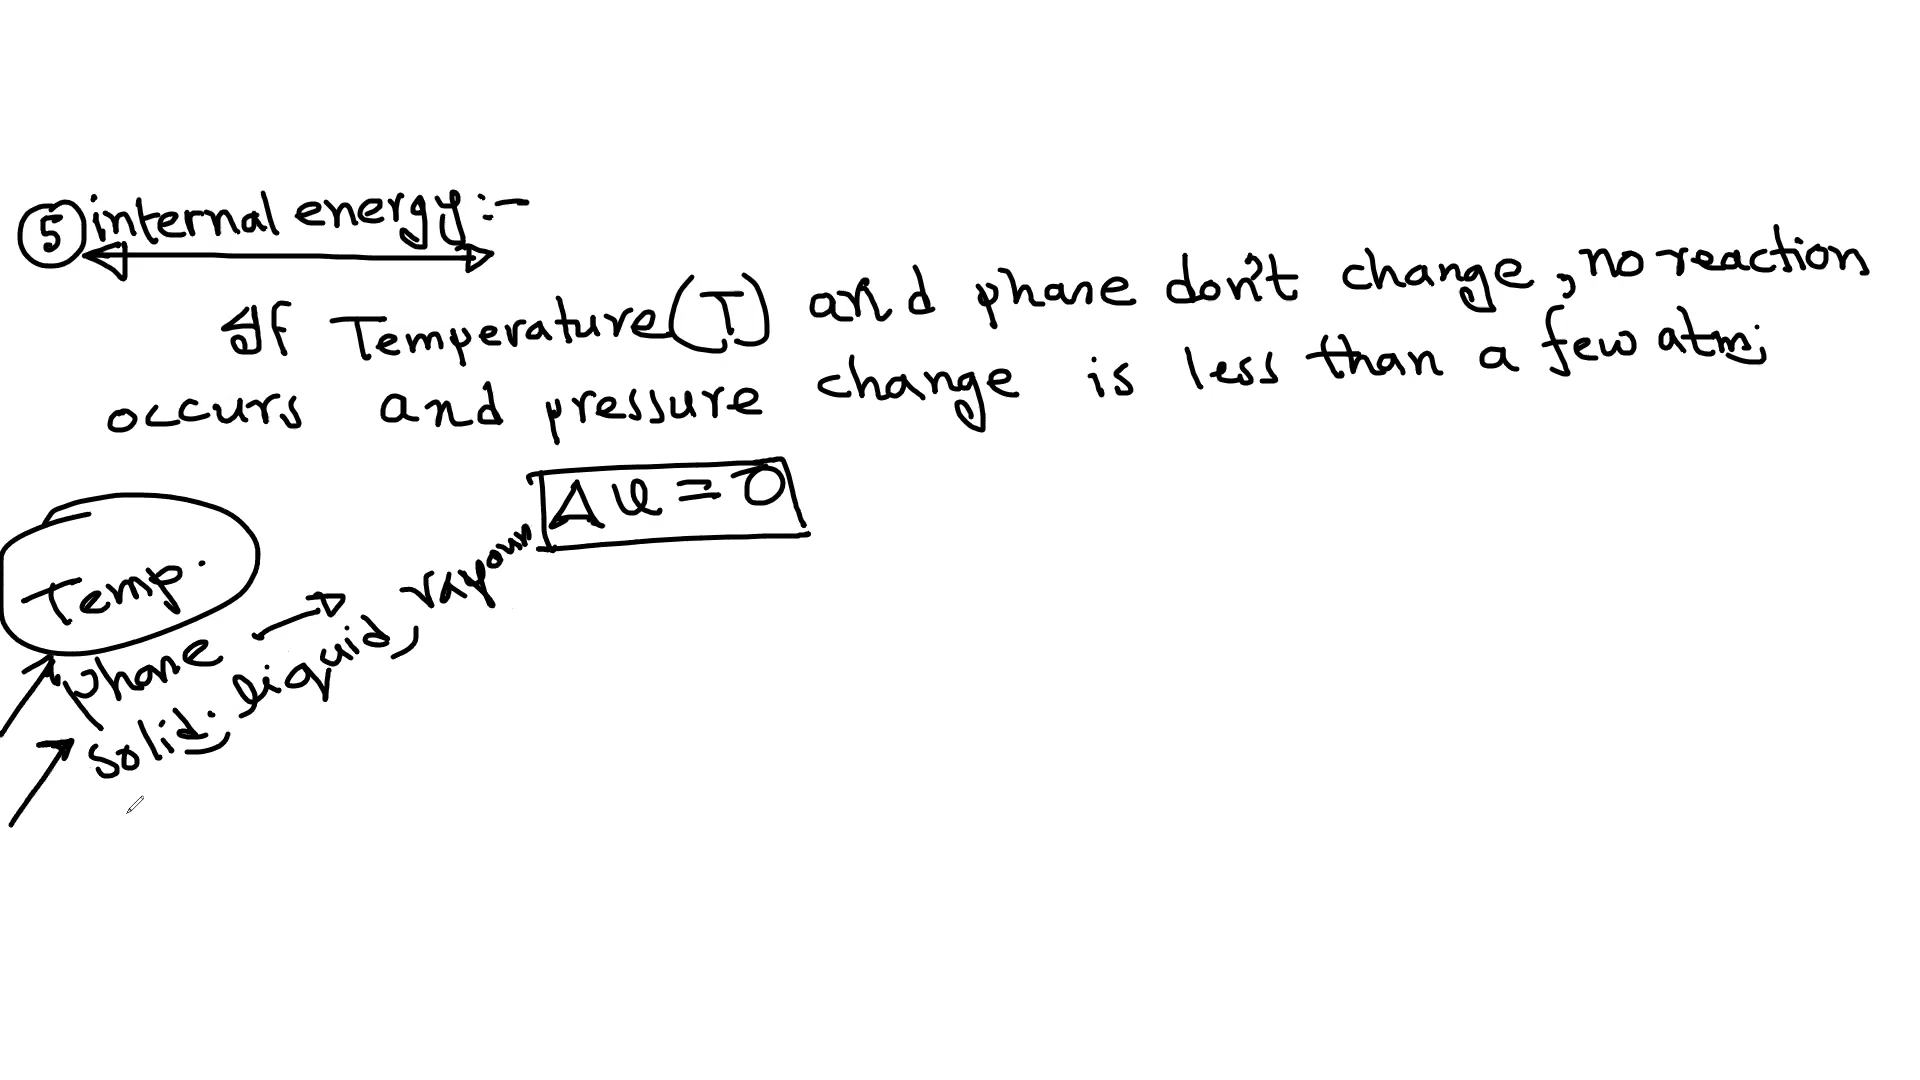 5 internal energy:-
If Temperature(T) and phase don't change, no reaction
occurs and pressure change is less than a few atm;
ΔU = 0
Temp.
phase → solid, liquid, vapour